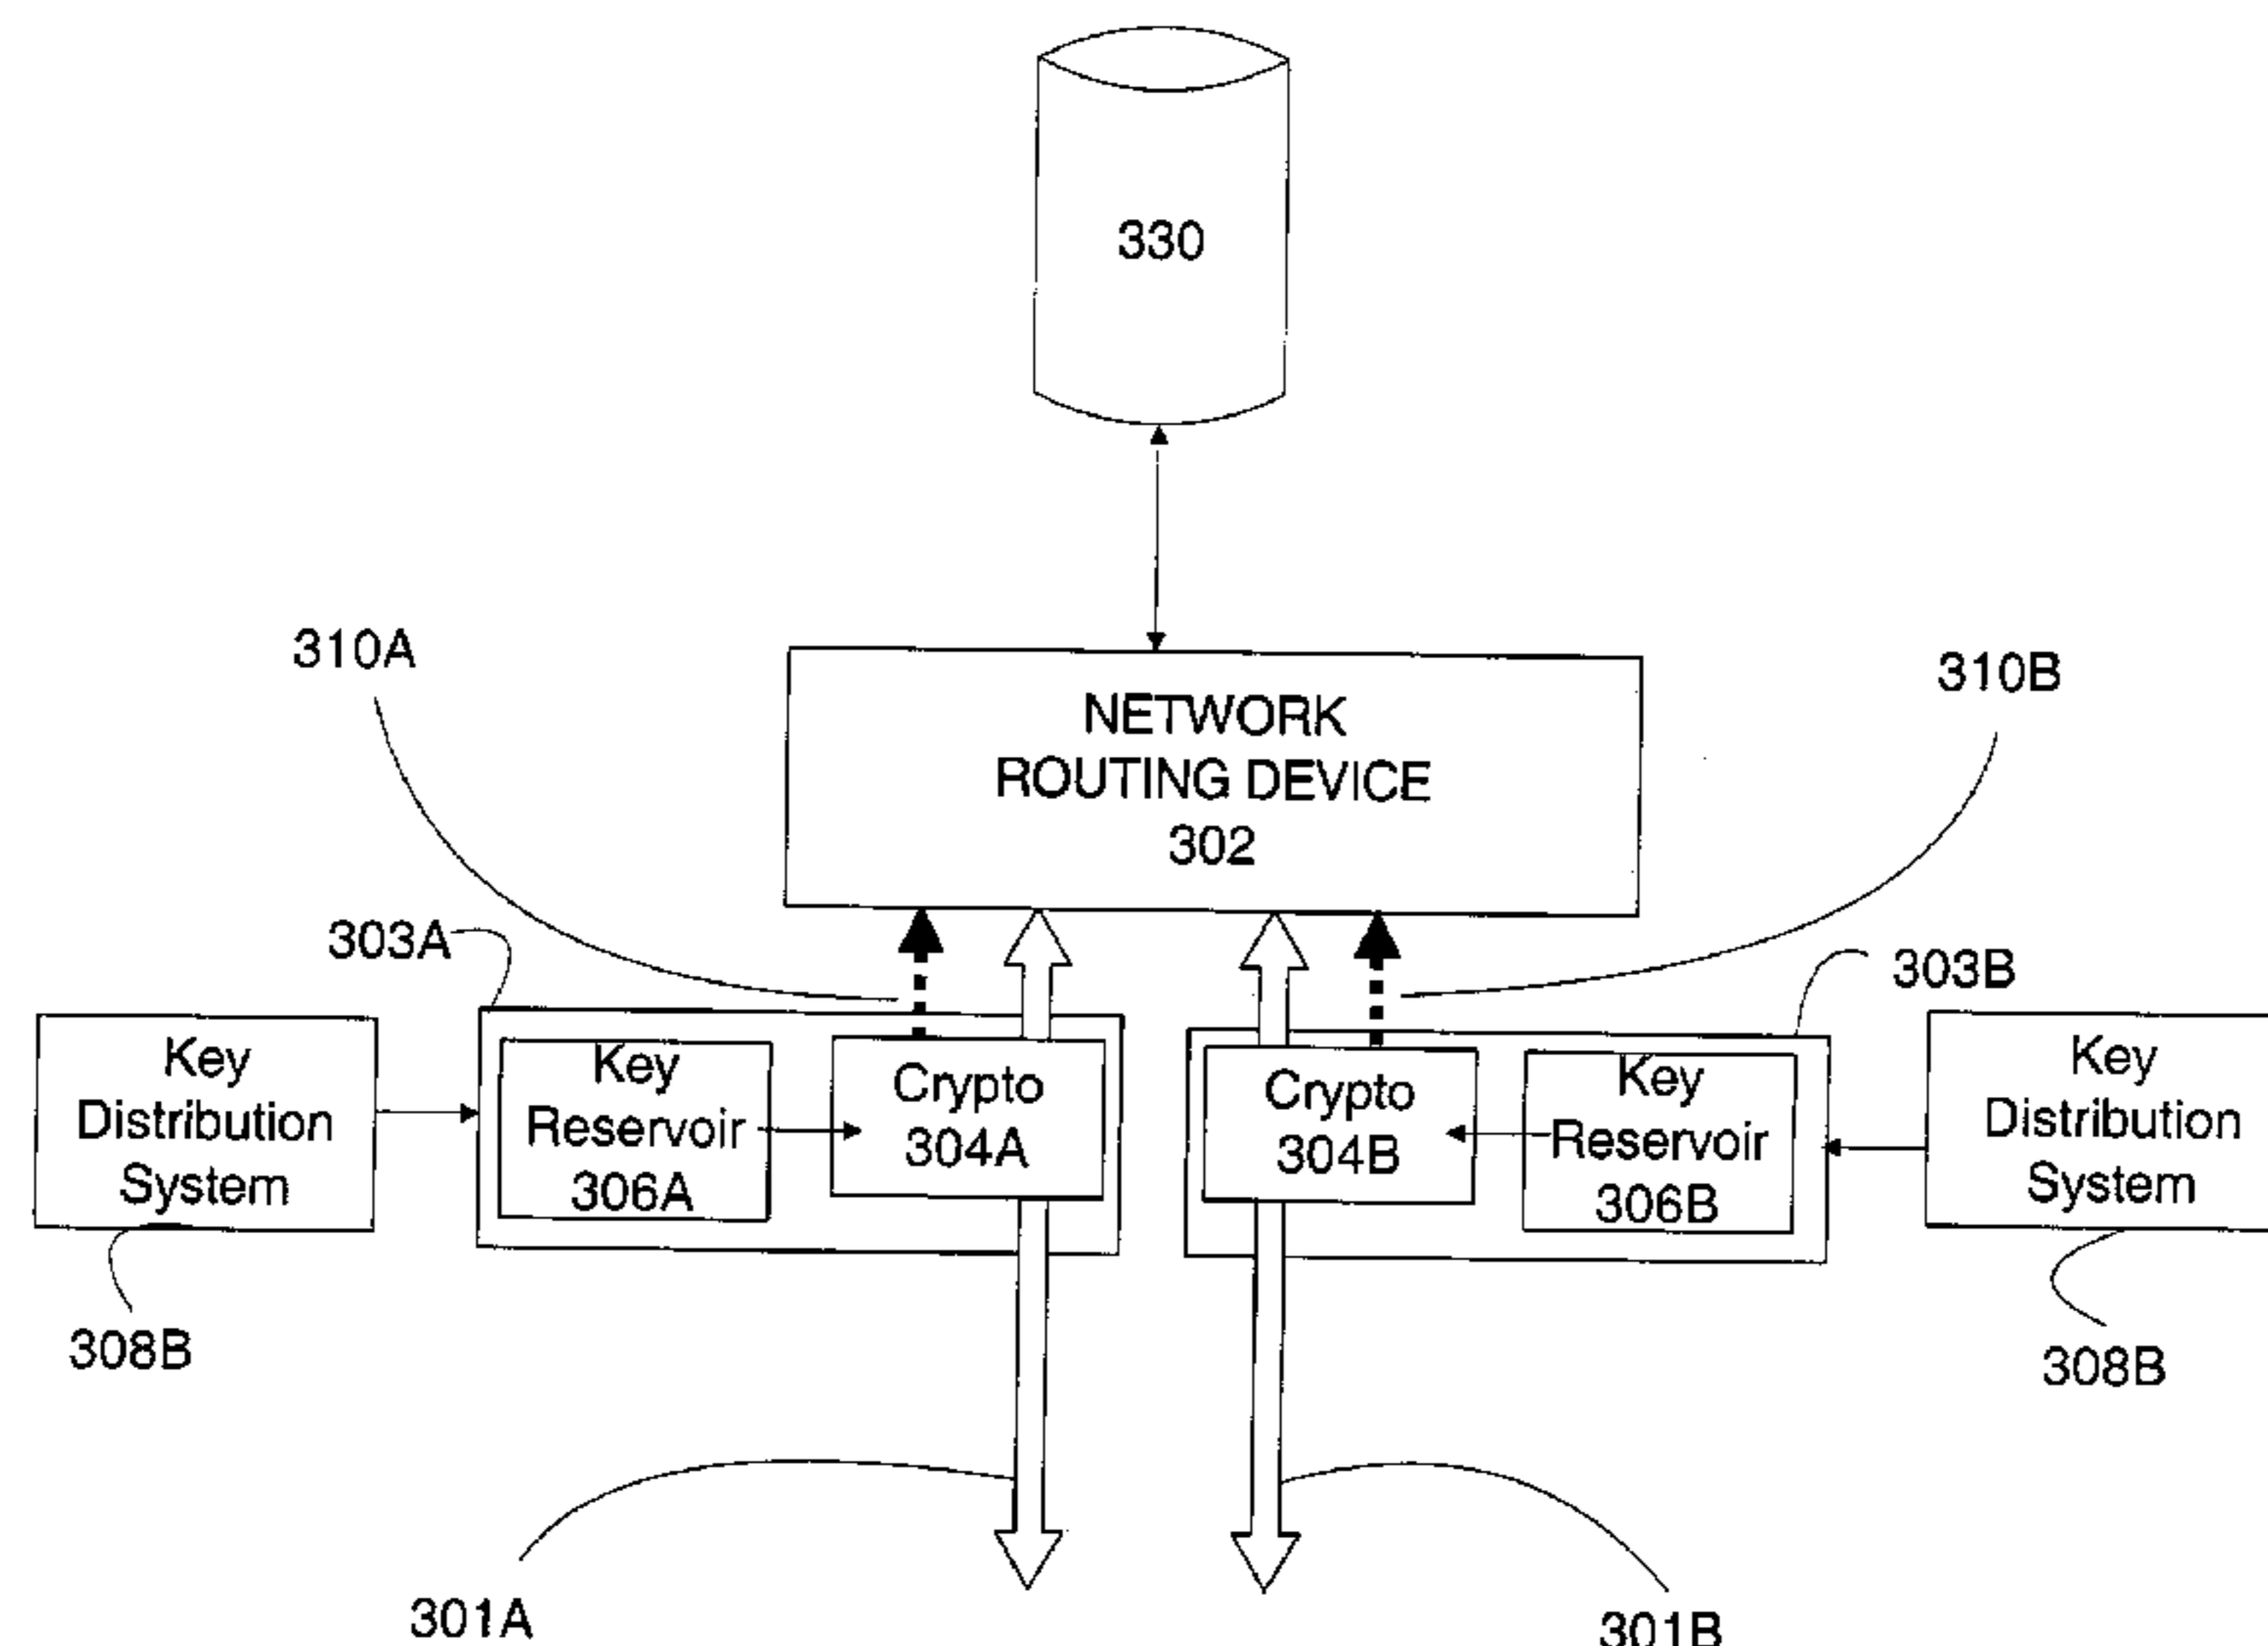 330
310A
NETWORK
ROUTING DEVICE
302
310B
303A
303B
Key
Distribution
System
Key
Reservoir
306A
Crypto
304A
Crypto
304B
Key
Reservoir
306B
Key
Distribution
System
308B
308B
301A
301B